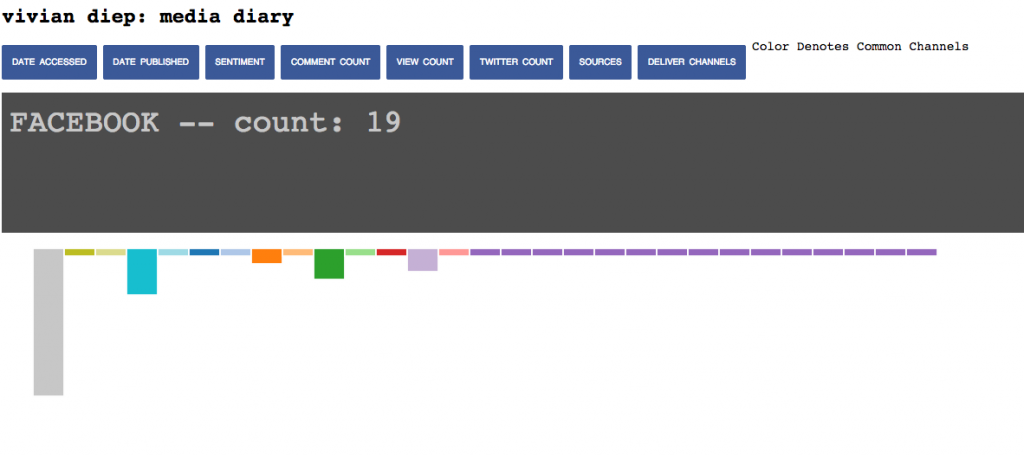 vivian diep: media diary
DATE ACCESSED DATE PUBLISHED SENTIMENT COMMENT COUNT VIEW COUNT TWITTER COUNT SOURCES DELIVER CHANNELS Color Denotes Common Channels
FACEBOOK -- count: 19